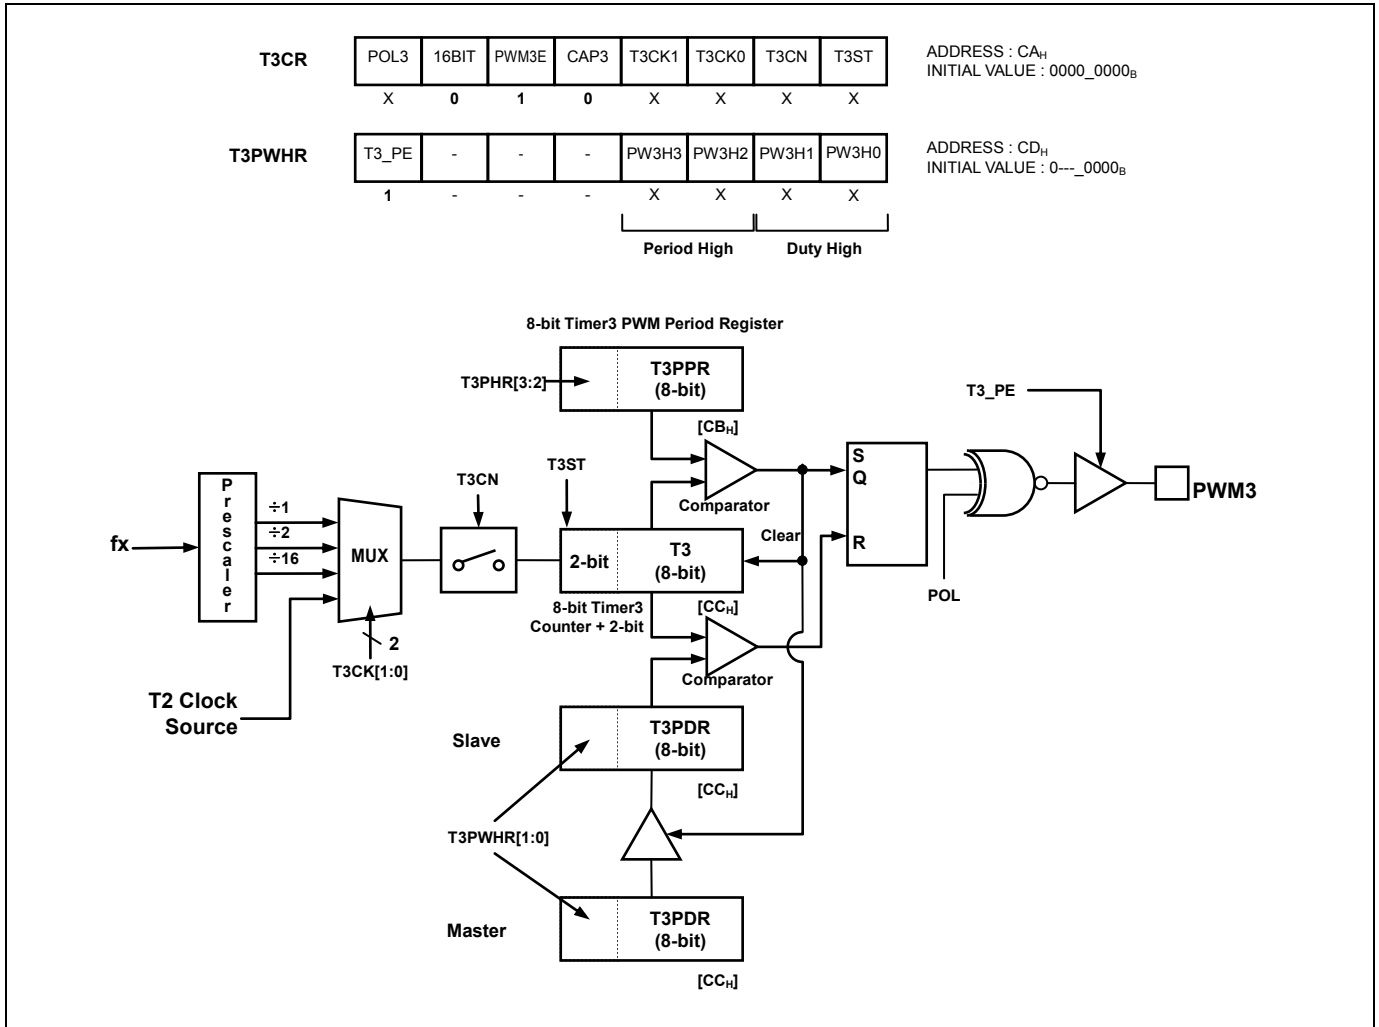 T3CR POL3 16BIT PWM3E CAP3 T3CK1 T3CK0 T3CN T3ST
ADDRESS : CAH
INITIAL VALUE : 0000_0000B
X 0 1 0 X X X X
T3PWHR T3_PE - - - PW3H3 PW3H2 PW3H1 PW3H0
ADDRESS : CDH
INITIAL VALUE : 0---_0000B
1 - - - X X X X
Period High Duty High
8-bit Timer3 PWM Period Register
T3PHR[3:2]
T3PPR
(8-bit)
[CBH]
T3_PE
Prescaler
fx
÷1
÷2
÷16
MUX
2
T3CK[1:0]
T2 Clock
Source
T3CN
T3ST
Comparator
Clear
2-bit
T3
(8-bit)
8-bit Timer3
Counter + 2-bit
[CCH]
Comparator
S
Q
R
POL
PWM3
Slave
T3PDR
(8-bit)
[CCH]
T3PWHR[1:0]
Master
T3PDR
(8-bit)
[CCH]